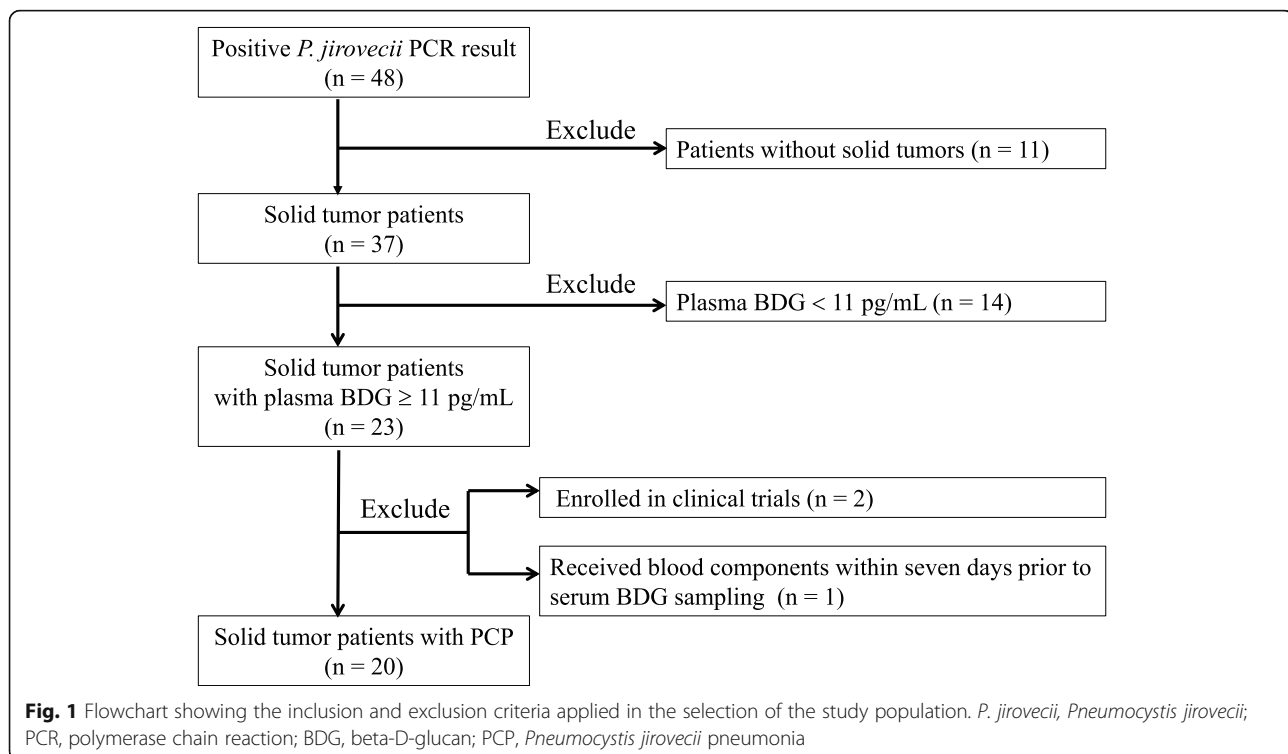 Positive P. jirovecii PCR result
(n = 48)
Exclude
Patients without solid tumors (n = 11)
Solid tumor patients
(n = 37)
Exclude
Plasma BDG < 11 pg/mL (n = 14)
Solid tumor patients
with plasma BDG ≥ 11 pg/mL
(n = 23)
Exclude
Enrolled in clinical trials (n = 2)
Received blood components within seven days prior to
serum BDG sampling (n = 1)
Solid tumor patients with PCP
(n = 20)
Fig. 1 Flowchart showing the inclusion and exclusion criteria applied in the selection of the study population. P. jirovecii, Pneumocystis jirovecii;
PCR, polymerase chain reaction; BDG, beta-D-glucan; PCP, Pneumocystis jirovecii pneumonia